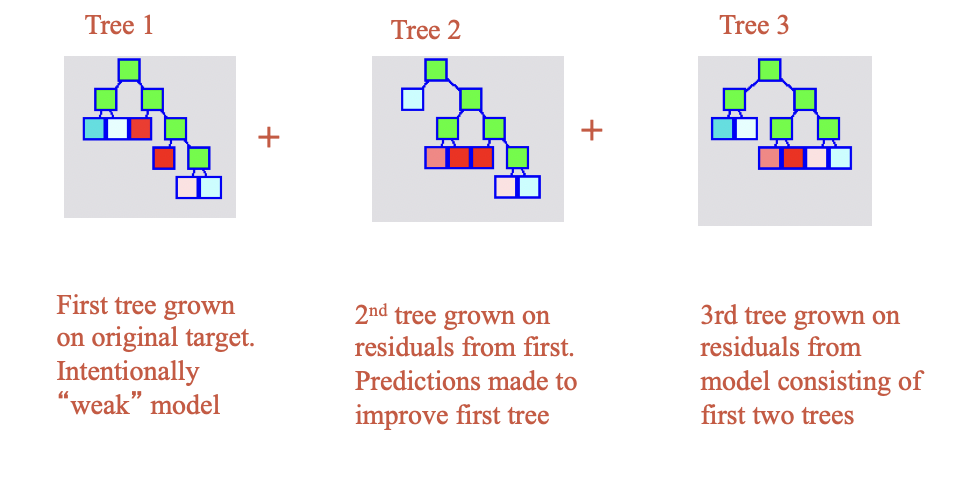 Tree 1
Tree 2
Tree 3
+
+
First tree grown
on original target.
Intentionally
“weak” model
2nd tree grown on
residuals from first.
Predictions made to
improve first tree
3rd tree grown on
residuals from
model consisting of
first two trees